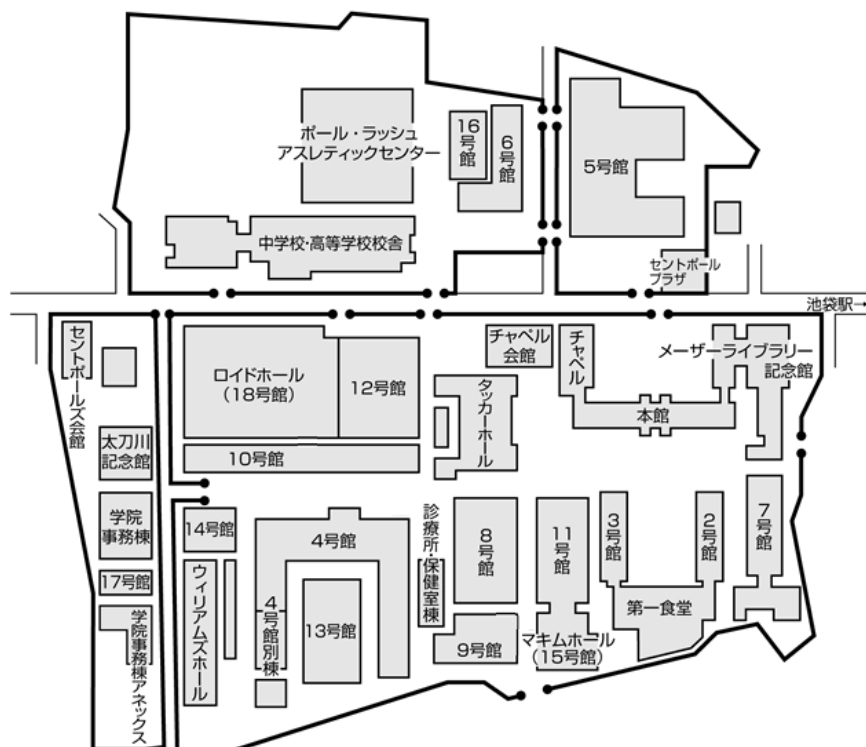 ポール・ラッシュ
アスレティックセンター
16号館
6号館
5号館
中学校・高等学校校舎
セントポール
プラザ
池袋駅→
セントポールズ会館
ロイドホール
(18号館)
12号館
チャペル
会館
チャペル
メーザーライブラリー
記念館
本館
タッカーホール
太刀川
記念館
10号館
学院
事務棟
14号館
4号館
診療所・保健室棟
8号館
11号館
3号館
2号館
7号館
17号館
ウィリアムズホール
4号館別棟
13号館
第一食堂
学院事務棟アネックス
9号館
マキムホール
(15号館)